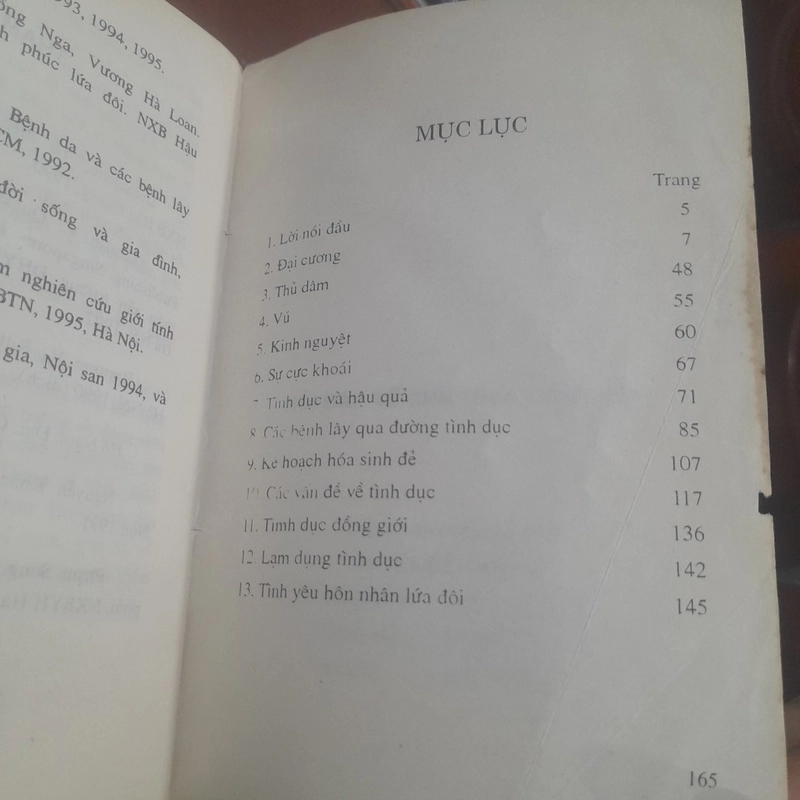 993, 1994, 1995.
ống Nga, Vương Hà Loan.
h phúc lứa đôi. NXB Hậu
Bệnh da và các bệnh lây
CM, 1992.
đời sống và gia đình,
m nghiên cứu giới tính
BTN, 1995, Hà Nội.
gia, Nội san 1994, và
MỤC LỤC
Trang
1. Lời nói đầu 5
2. Đại cương 7
3. Thủ dâm 48
4. Vú 55
5. Kinh nguyệt 60
6. Sự cực khoái 67
7 Tình dục và hậu quả 71
8. Các bệnh lây qua đường tình dục 85
9. Kế hoạch hóa sinh đẻ 107
10. Các vấn đề về tình dục 117
11. Tình dục đồng giới 136
12. Lạm dụng tình dục 142
13. Tình yêu hôn nhân lứa đôi 145
165